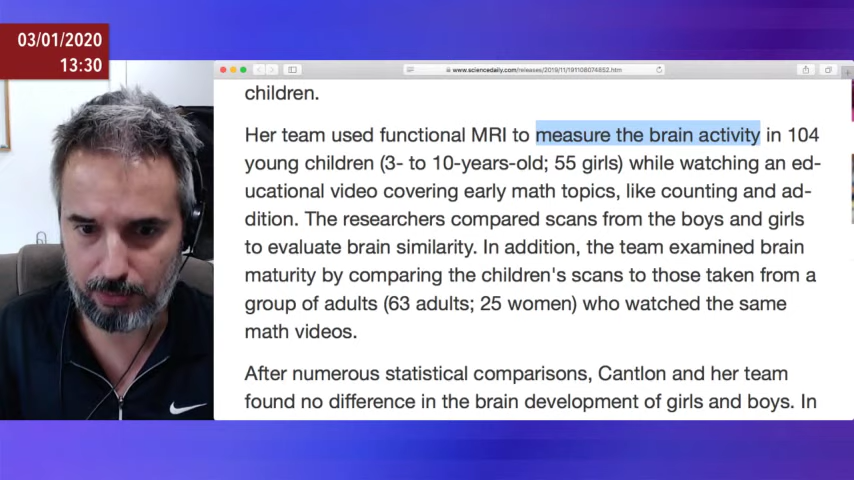 03/01/2020
13:30
www.sciencedaily.com/releases/2019/11/191108074852.htm
children.
Her team used functional MRI to measure the brain activity in 104
young children (3- to 10-years-old; 55 girls) while watching an ed-
ucational video covering early math topics, like counting and ad-
dition. The researchers compared scans from the boys and girls
to evaluate brain similarity. In addition, the team examined brain
maturity by comparing the children's scans to those taken from a
group of adults (63 adults; 25 women) who watched the same
math videos.
After numerous statistical comparisons, Cantlon and her team
found no difference in the brain development of girls and boys. In